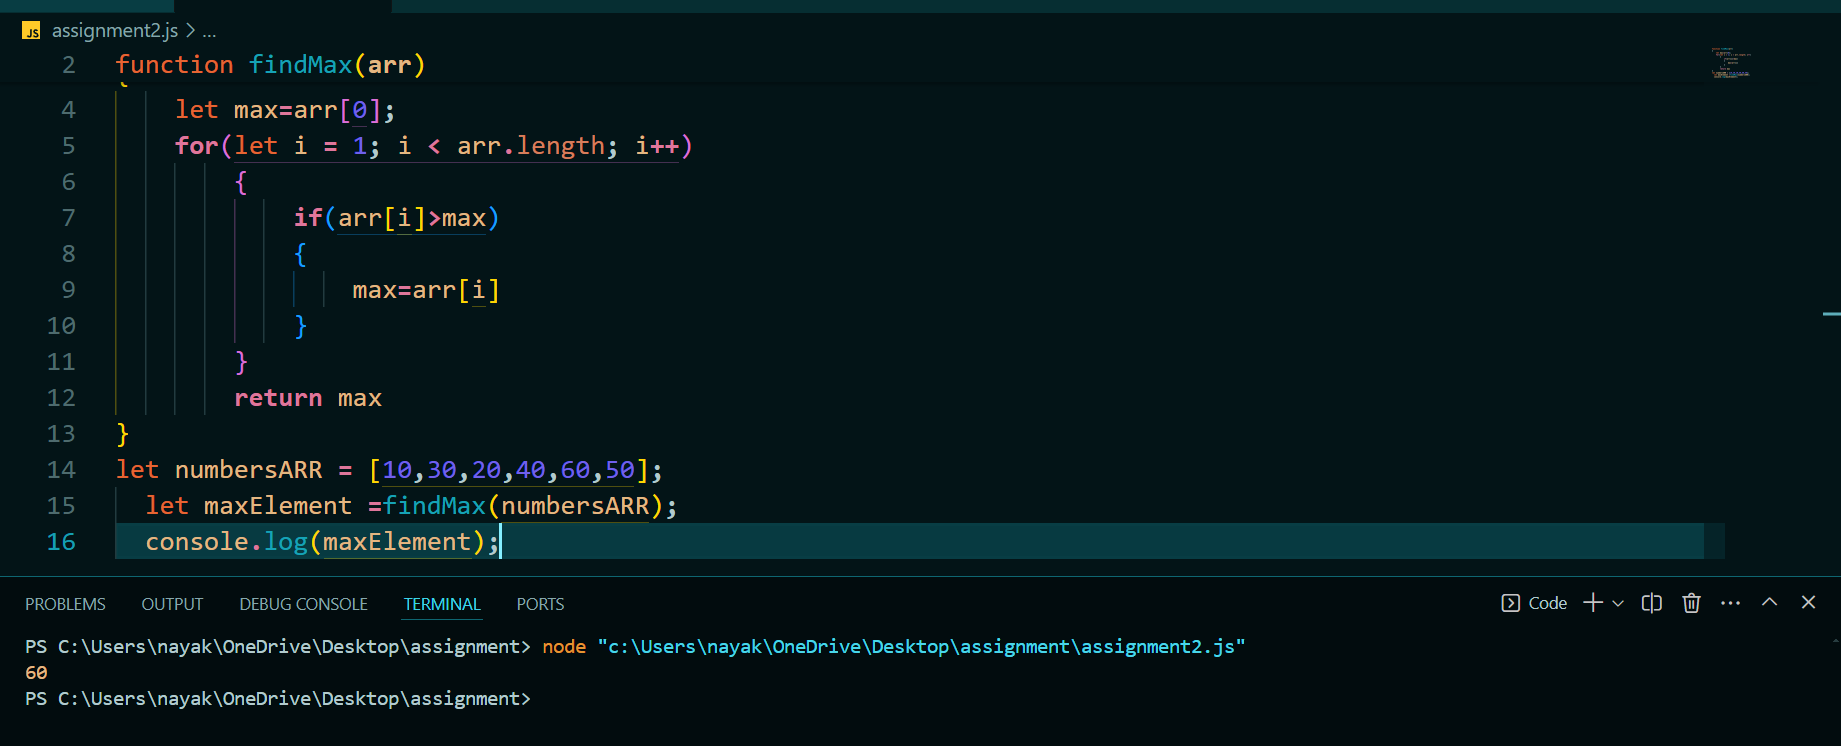 JS assignment2.js > ...
2 function findMax(arr)
{
4 let max=arr[0];
5 for(let i = 1; i < arr.length; i++)
6 {
7 if(arr[i]>max)
8 {
9 max=arr[i]
10 }
11 }
12 return max
13 }
14 let numbersARR = [10,30,20,40,60,50];
15 let maxElement =findMax(numbersARR);
16 console.log(maxElement);
PROBLEMS OUTPUT DEBUG CONSOLE TERMINAL PORTS Code
PS C:\Users\nayak\OneDrive\Desktop\assignment> node "c:\Users\nayak\OneDrive\Desktop\assignment\assignment2.js"
60
PS C:\Users\nayak\OneDrive\Desktop\assignment>